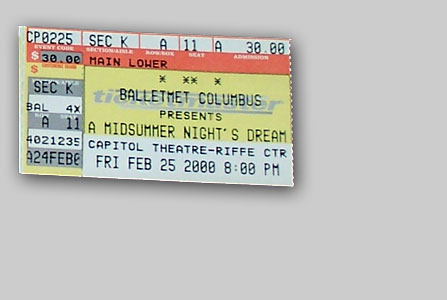 CP0225 SEC K A 11 A 30.00
EVENT CODE SECTION/AISLE ROW/BOX SEAT ADMISSION
$ 30.00 MAIN LOWER
$
* ** *
SEC K BALLETMET COLUMBUS
ticketmaster
BAL 4X PRESENTS
A 11 A MIDSUMMER NIGHT'S DREAM
4021235 CAPITOL THEATRE-RIFFE CTR
A24FEB0 FRI FEB 25 2000 8:00 PM